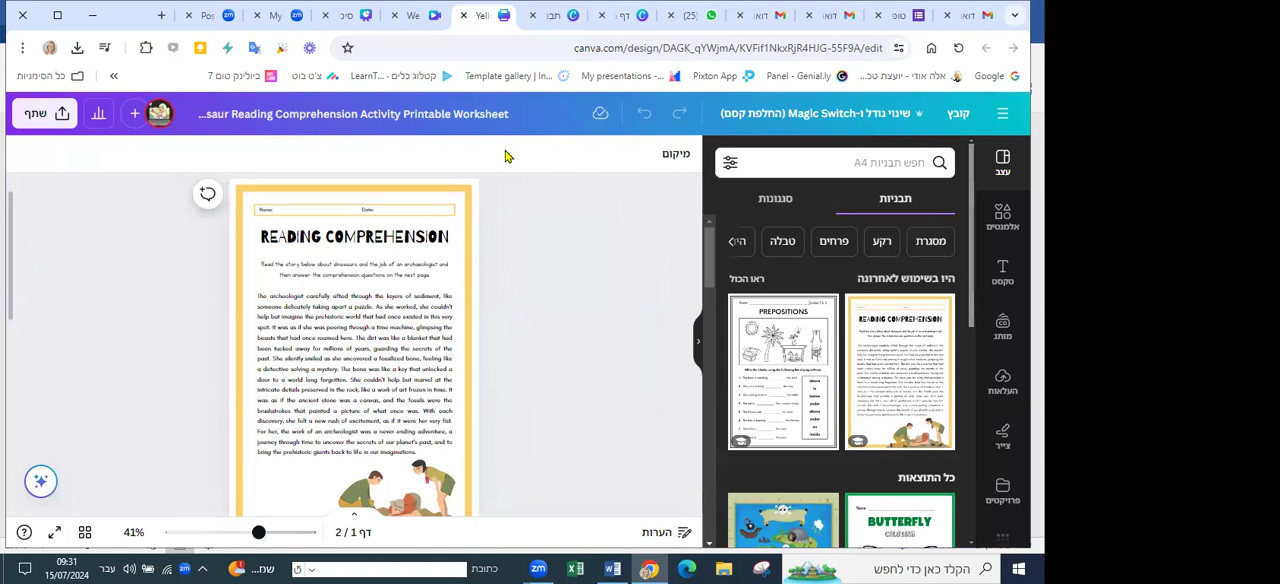 Yell
We
My
Pos
(25)
canva.com/design/DAGK_qYWjmA/KVFif1NkxRjR4HJG-55F9A/edit
Google
אלה אודי - יועצת טכ...
Panel - Genial.ly
Pixton App
My presentations -...
Template gallery | In...
קטלוג כלים - LearnT...
צ'ט בוט
ביולינק טום 7
כל הסימניות
קובץ
שינוי גודל ו-Magic Switch (החלפת קסם)
...saur Reading Comprehension Activity Printable Worksheet
שתף
מיקום
חפש תבניות A4
עצב
תבניות
סגנונות
אלמנטים
מסגרת
רקע
פרחים
טבלה
טקסט
היו בשימוש לאחרונה
ראו הכול
מותג
העלאות
צייר
פרויקטים
כל התוצאות
BUTTERFLY
COLORING
PREPOSITIONS
READING COMPREHENSION
Name:
Date:
READING COMPREHENSION
Read the story below about dinosaurs and the job of an archaeologist and
then answer the comprehension questions on the next page.
The archeologist carefully sifted through the layers of sediment, like
someone delicately taking apart a puzzle. As she worked, she couldn't
help but imagine the prehistoric world that had once existed in this very
spot. It was as if she was peering through a time machine, glimpsing the
beasts that had once roamed here. The dirt was like a blanket that had
been tucked away for millions of years, guarding the secrets of the
past. She silently smiled as she uncovered a fossilized bone, feeling like
a detective solving a mystery. The bone was like a key that unlocked a
door to a world long forgotten. She couldn't help but marvel at the
intricate details preserved in the rock, like a work of art frozen in time. It
was as if the ancient stone was a canvas, and the fossils were the
brushstrokes that painted a picture of what once was. With each
discovery, she felt a new rush of excitement, as if it were her very first.
For her, the work of an archaeologist was a never-ending adventure, a
journey through time to uncover the secrets of our planet's past, and to
bring the prehistoric giants back to life in our imaginations.
הערות
דף 1 / 2
41%
הקלד כאן כדי לחפש
כתובת
עבר
09:31
15/07/2024